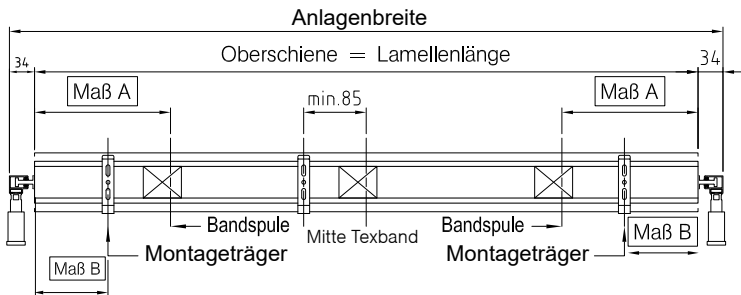 Anlagenbreite
34
Oberschiene = Lamellenlänge
34
Maß A
min.85
Maß A
Bandspule
Mitte Texband
Bandspule
Montageträger
Montageträger
Maß B
Maß B